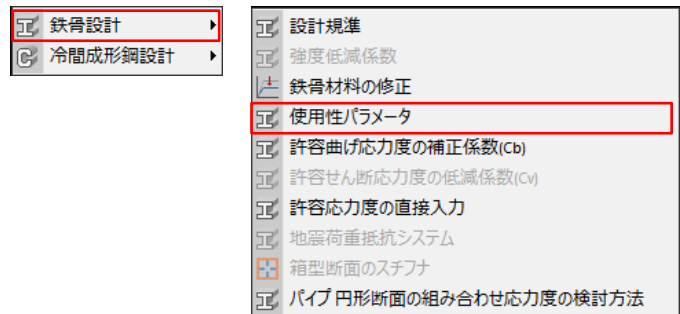 鉄骨設計
冷間成形鋼設計
設計規準
強度低減係数
鉄骨材料の修正
使用性パラメータ
許容曲げ応力度の補正係数(Cb)
許容せん断応力度の低減係数(Cv)
許容応力度の直接入力
地震荷重抵抗システム
箱型断面のスチフナ
パイプ 円形断面の組み合わせ応力度の検討方法